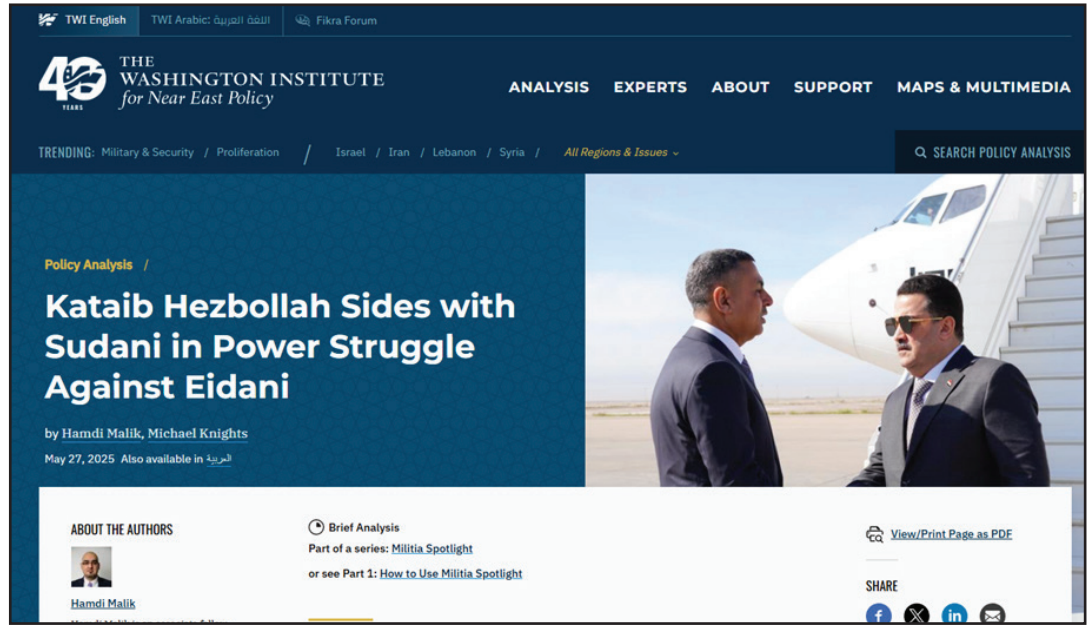 TWI English
TWI Arabic: اللغة العربية
Fikra Forum
40 YEARS
THE
WASHINGTON INSTITUTE
for Near East Policy
ANALYSIS EXPERTS ABOUT SUPPORT MAPS & MULTIMEDIA
TRENDING: Military & Security / Proliferation / Israel / Iran / Lebanon / Syria / All Regions & Issues
SEARCH POLICY ANALYSIS
Policy Analysis /
Kataib Hezbollah Sides with
Sudani in Power Struggle
Against Eidani
by Hamdi Malik, Michael Knights
May 27, 2025 Also available in العربية
ABOUT THE AUTHORS
Hamdi Malik
Brief Analysis
Part of a series: Militia Spotlight
or see Part 1: How to Use Militia Spotlight
View/Print Page as PDF
SHARE